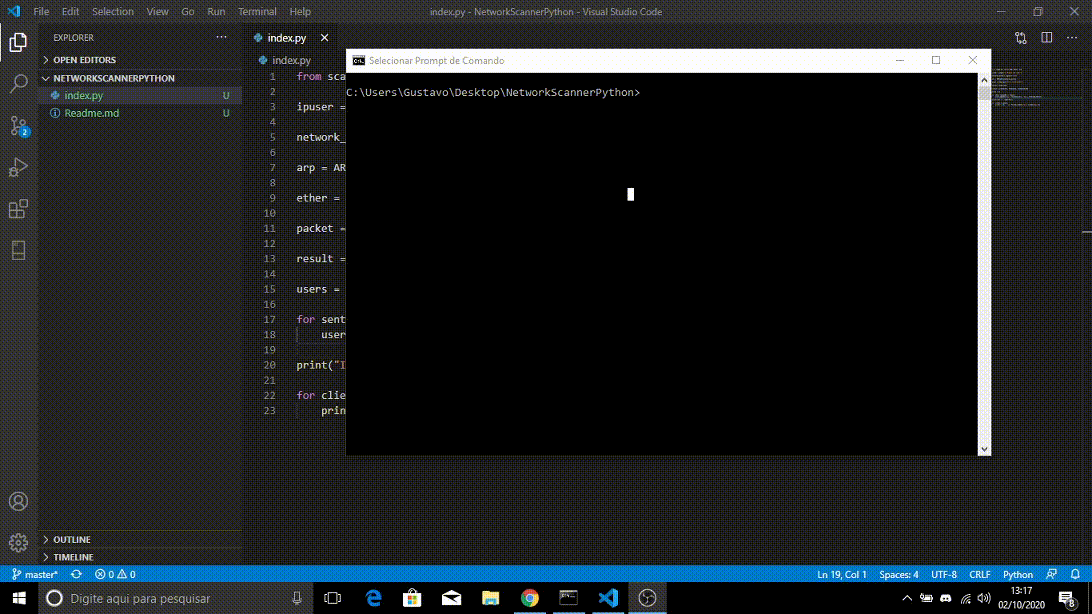 File Edit Selection View Go Run Terminal Help index.py - NetworkScannerPython - Visual Studio Code
EXPLORER ...
index.py
OPEN EDITORS
index.py
NETWORKSCANNERPYTHON
index.py U
Readme.md U
Selecionar Prompt de Comando
C:\Users\Gustavo\Desktop\NetworkScannerPython>
1 from sca
2
3 ipuser =
4
5 network_
6
7 arp = AR
8
9 ether =
10
11 packet =
12
13 result =
14
15 users =
16
17 for sent
18 user
19
20 print("I
21
22 for clie
23 prin
OUTLINE
TIMELINE
master* 0 0 Ln 19, Col 1 Spaces: 4 UTF-8 CRLF Python
2
Digite aqui para pesquisar
13:17
02/10/2020
8